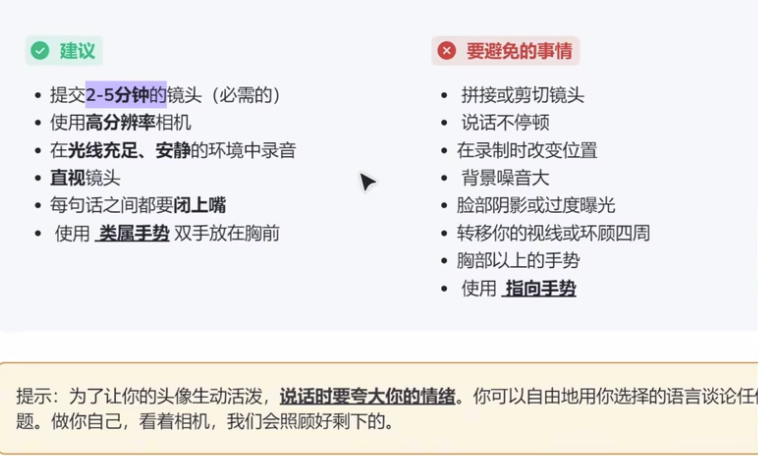 建议
提交2-5分钟的镜头（必需的）
使用高分辨率相机
在光线充足、安静的环境中录音
直视镜头
每句话之间都要闭上嘴
使用 类属手势 双手放在胸前
要避免的事情
拼接或剪切镜头
说话不停顿
在录制时改变位置
背景噪音大
脸部阴影或过度曝光
转移你的视线或环顾四周
胸部以上的手势
使用 指向手势
提示：为了让你的头像生动活泼，说话时要夸大你的情绪。你可以自由地用你选择的语言谈论任
题。做你自己，看着相机，我们会照顾好剩下的。